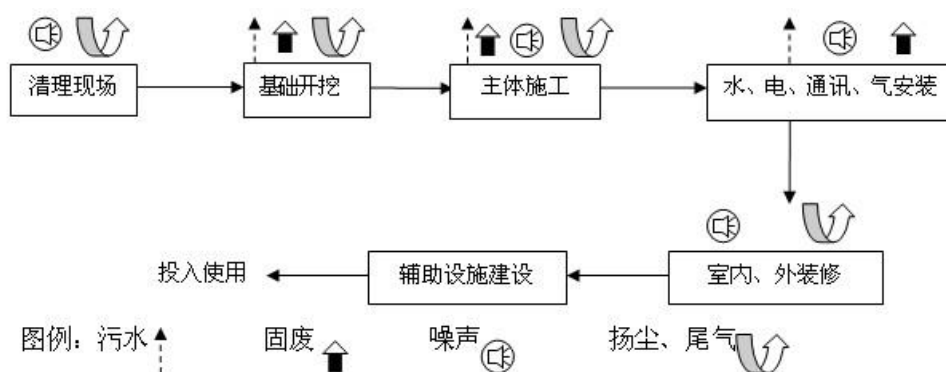 清理现场
基础开挖
主体施工
水、电、通讯、气安装
室内、外装修
辅助设施建设
投入使用
图例：污水 固废 噪声 扬尘、尾气